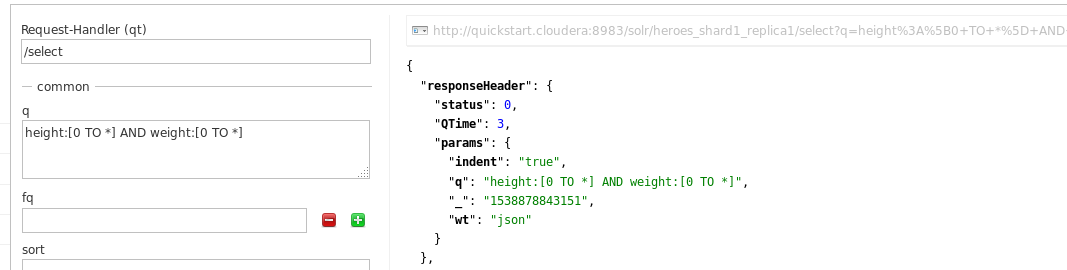 Request-Handler (qt)
/select
common
q
height:[0 TO *] AND weight:[0 TO *]
fq
sort
http://quickstart.cloudera:8983/solr/heroes_shard1_replica1/select?q=height%3A%5B0+TO+*%5D+AND+
{
"responseHeader": {
"status": 0,
"QTime": 3,
"params": {
"indent": "true",
"q": "height:[0 TO *] AND weight:[0 TO *]",
"_": "1538878843151",
"wt": "json"
}
},